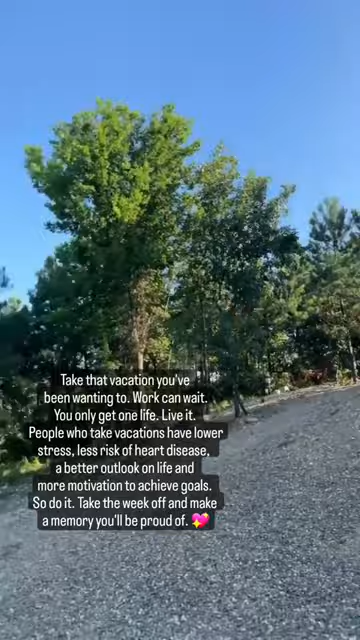 Take that vacation you've
been wanting to. Work can wait.
You only get one life. Live it.
People who take vacations have lower
stress, less risk of heart disease,
a better outlook on life and
more motivation to achieve goals.
So do it. Take the week off and make
a memory you'll be proud of. 💖